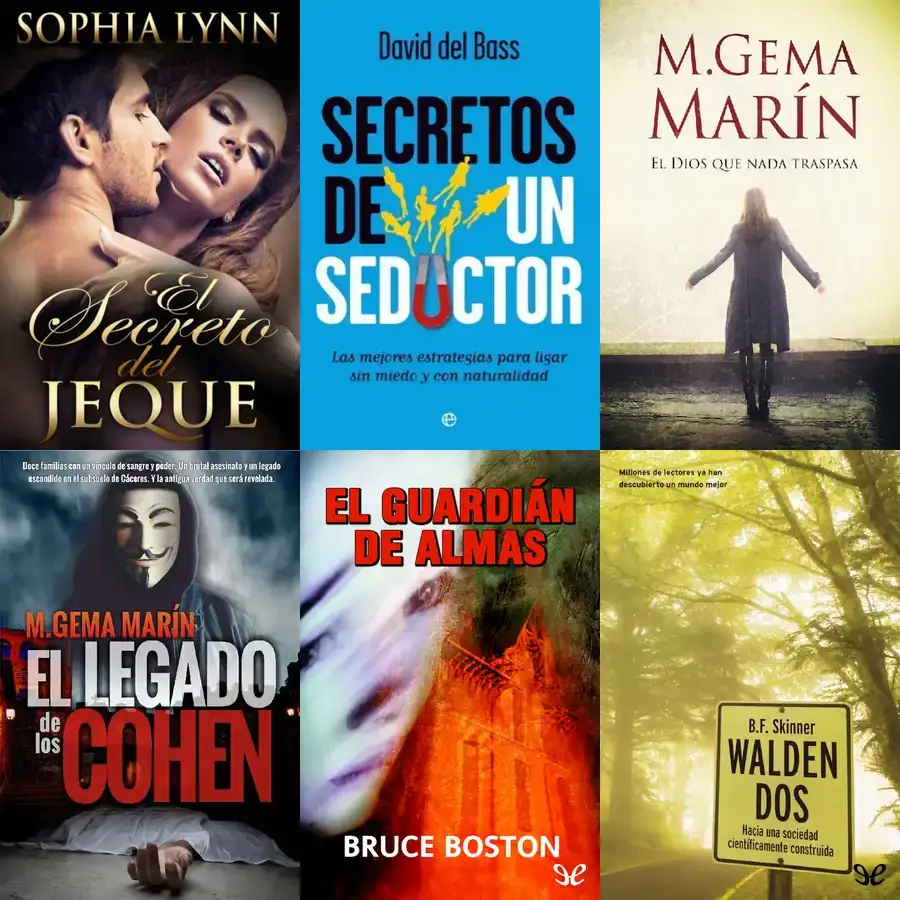 SOPHIA LYNN
El
Secreto
del
JEQUE
David del Bass
SECRETOS
DE UN
SEDUCTOR
Las mejores estrategias para ligar
sin miedo y con naturalidad
e
M.GEMA
MARÍN
EL DIOS QUE NADA TRASPASA
Doce familias con un vínculo de sangre y poder. Un brutal asesinato y un legado
escondido en el subsuelo de Cáceres. Y la antigua verdad que será revelada.
M.GEMA MARÍN
EL LEGADO
de
los
COHEN
EL GUARDIÁN
DE ALMAS
BRUCE BOSTON
Millones de lectores ya han
descubierto un mundo mejor
B.F. Skinner
WALDEN
DOS
Hacia una sociedad
científicamente construida